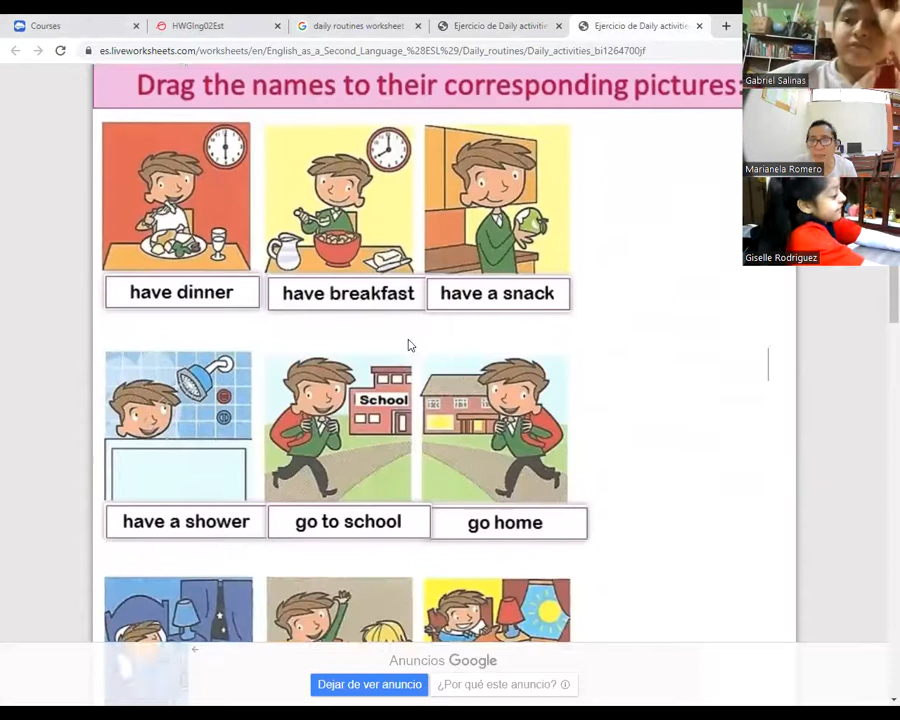 Courses
HWGIng02Est
daily routines worksheet
Ejercicio de Daily activitie
Ejercicio de Daily activitie
es.liveworksheets.com/worksheets/en/English_as_a_Second_Language_%28ESL%29/Daily_routines/Daily_activities_bi1264700jf
Drag the names to their corresponding pictures:
have dinner
have breakfast
have a snack
School
have a shower
go to school
go home
Anuncios Google
Dejar de ver anuncio
¿Por qué este anuncio?
Gabriel Salinas
Marianela Romero
Giselle Rodriguez